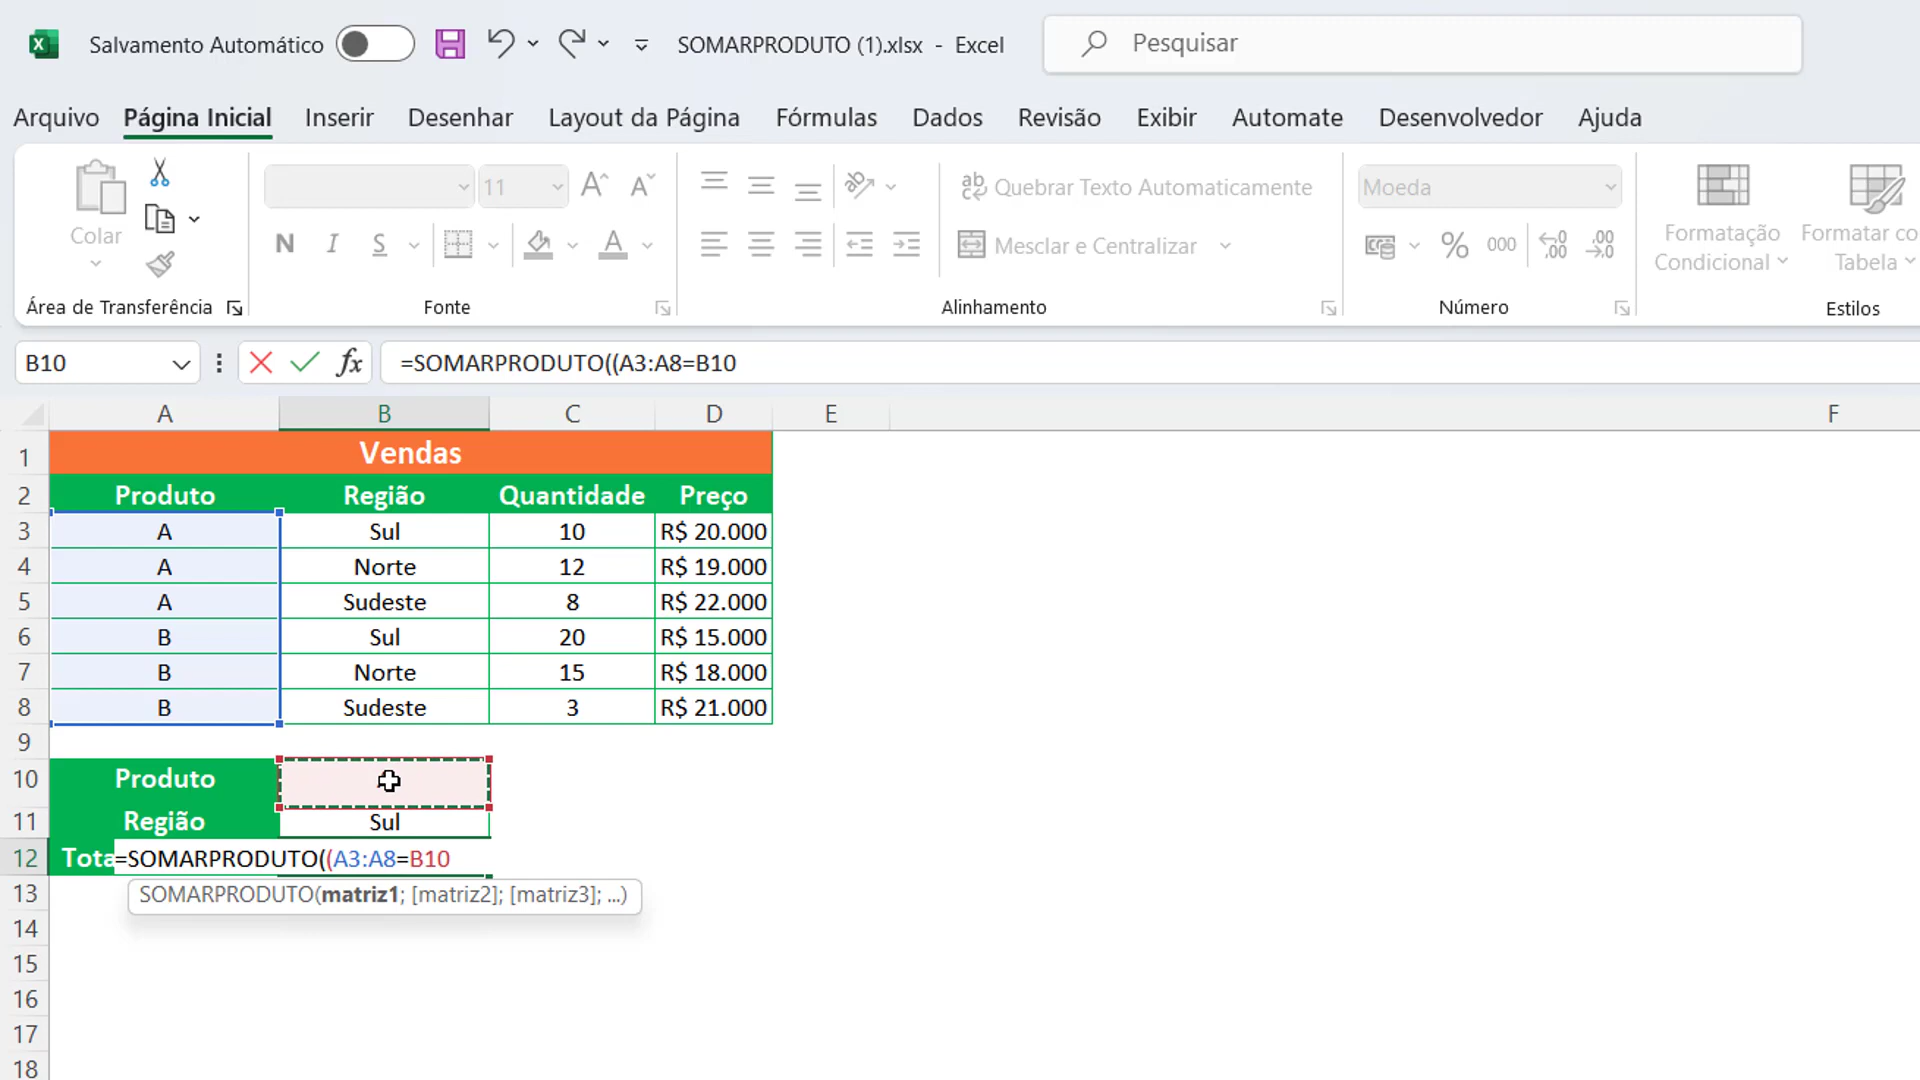 Salvamento Automático SOMARPRODUTO (1).xlsx - Excel Pesquisar
Arquivo Página Inicial Inserir Desenhar Layout da Página Fórmulas Dados Revisão Exibir Automate Desenvolvedor Ajuda
Colar 11 Quebrar Texto Automaticamente Moeda
N I S A Mesclar e Centralizar % 000 Formatação Condicional Formatar co Tabela
Área de Transferência Fonte Alinhamento Número Estilos
B10 fx =SOMARPRODUTO((A3:A8=B10
A B C D E F
1 Vendas
2 Produto Região Quantidade Preço
3 A Sul 10 R$ 20.000
4 A Norte 12 R$ 19.000
5 A Sudeste 8 R$ 22.000
6 B Sul 20 R$ 15.000
7 B Norte 15 R$ 18.000
8 B Sudeste 3 R$ 21.000
9
10 Produto
11 Região Sul
12 Tota=SOMARPRODUTO((A3:A8=B10
13 SOMARPRODUTO(matriz1; [matriz2]; [matriz3]; ...)
14
15
16
17
18